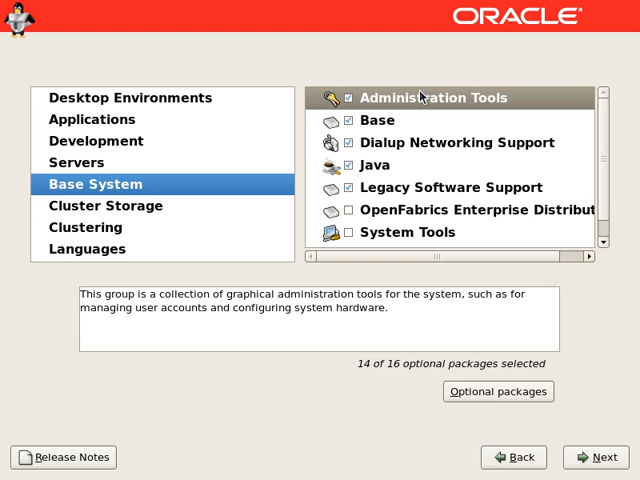 ORACLE
Desktop Environments
Applications
Development
Servers
Base System
Cluster Storage
Clustering
Languages
Administration Tools
Base
Dialup Networking Support
Java
Legacy Software Support
OpenFabrics Enterprise Distribut
System Tools
This group is a collection of graphical administration tools for the system, such as for
managing user accounts and configuring system hardware.
14 of 16 optional packages selected
Optional packages
Release Notes
Back
Next